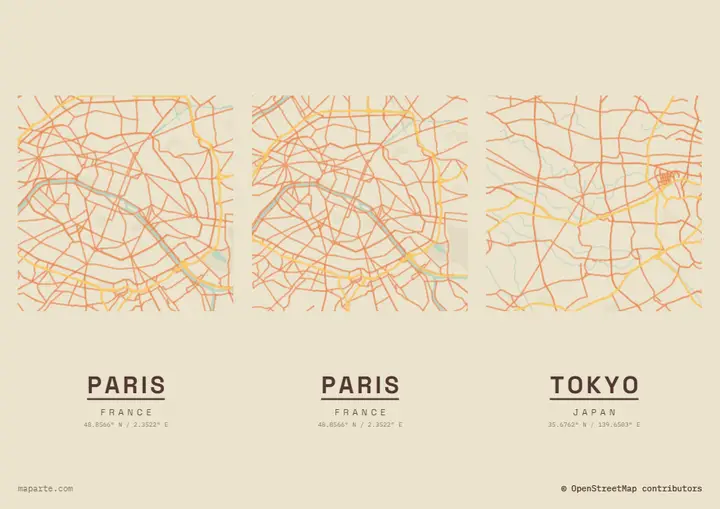 PARIS
FRANCE
48.8566° N / 2.3522° E
PARIS
FRANCE
48.8566° N / 2.3522° E
TOKYO
JAPAN
35.6762° N / 139.6503° E
maparte.com
© OpenStreetMap contributors